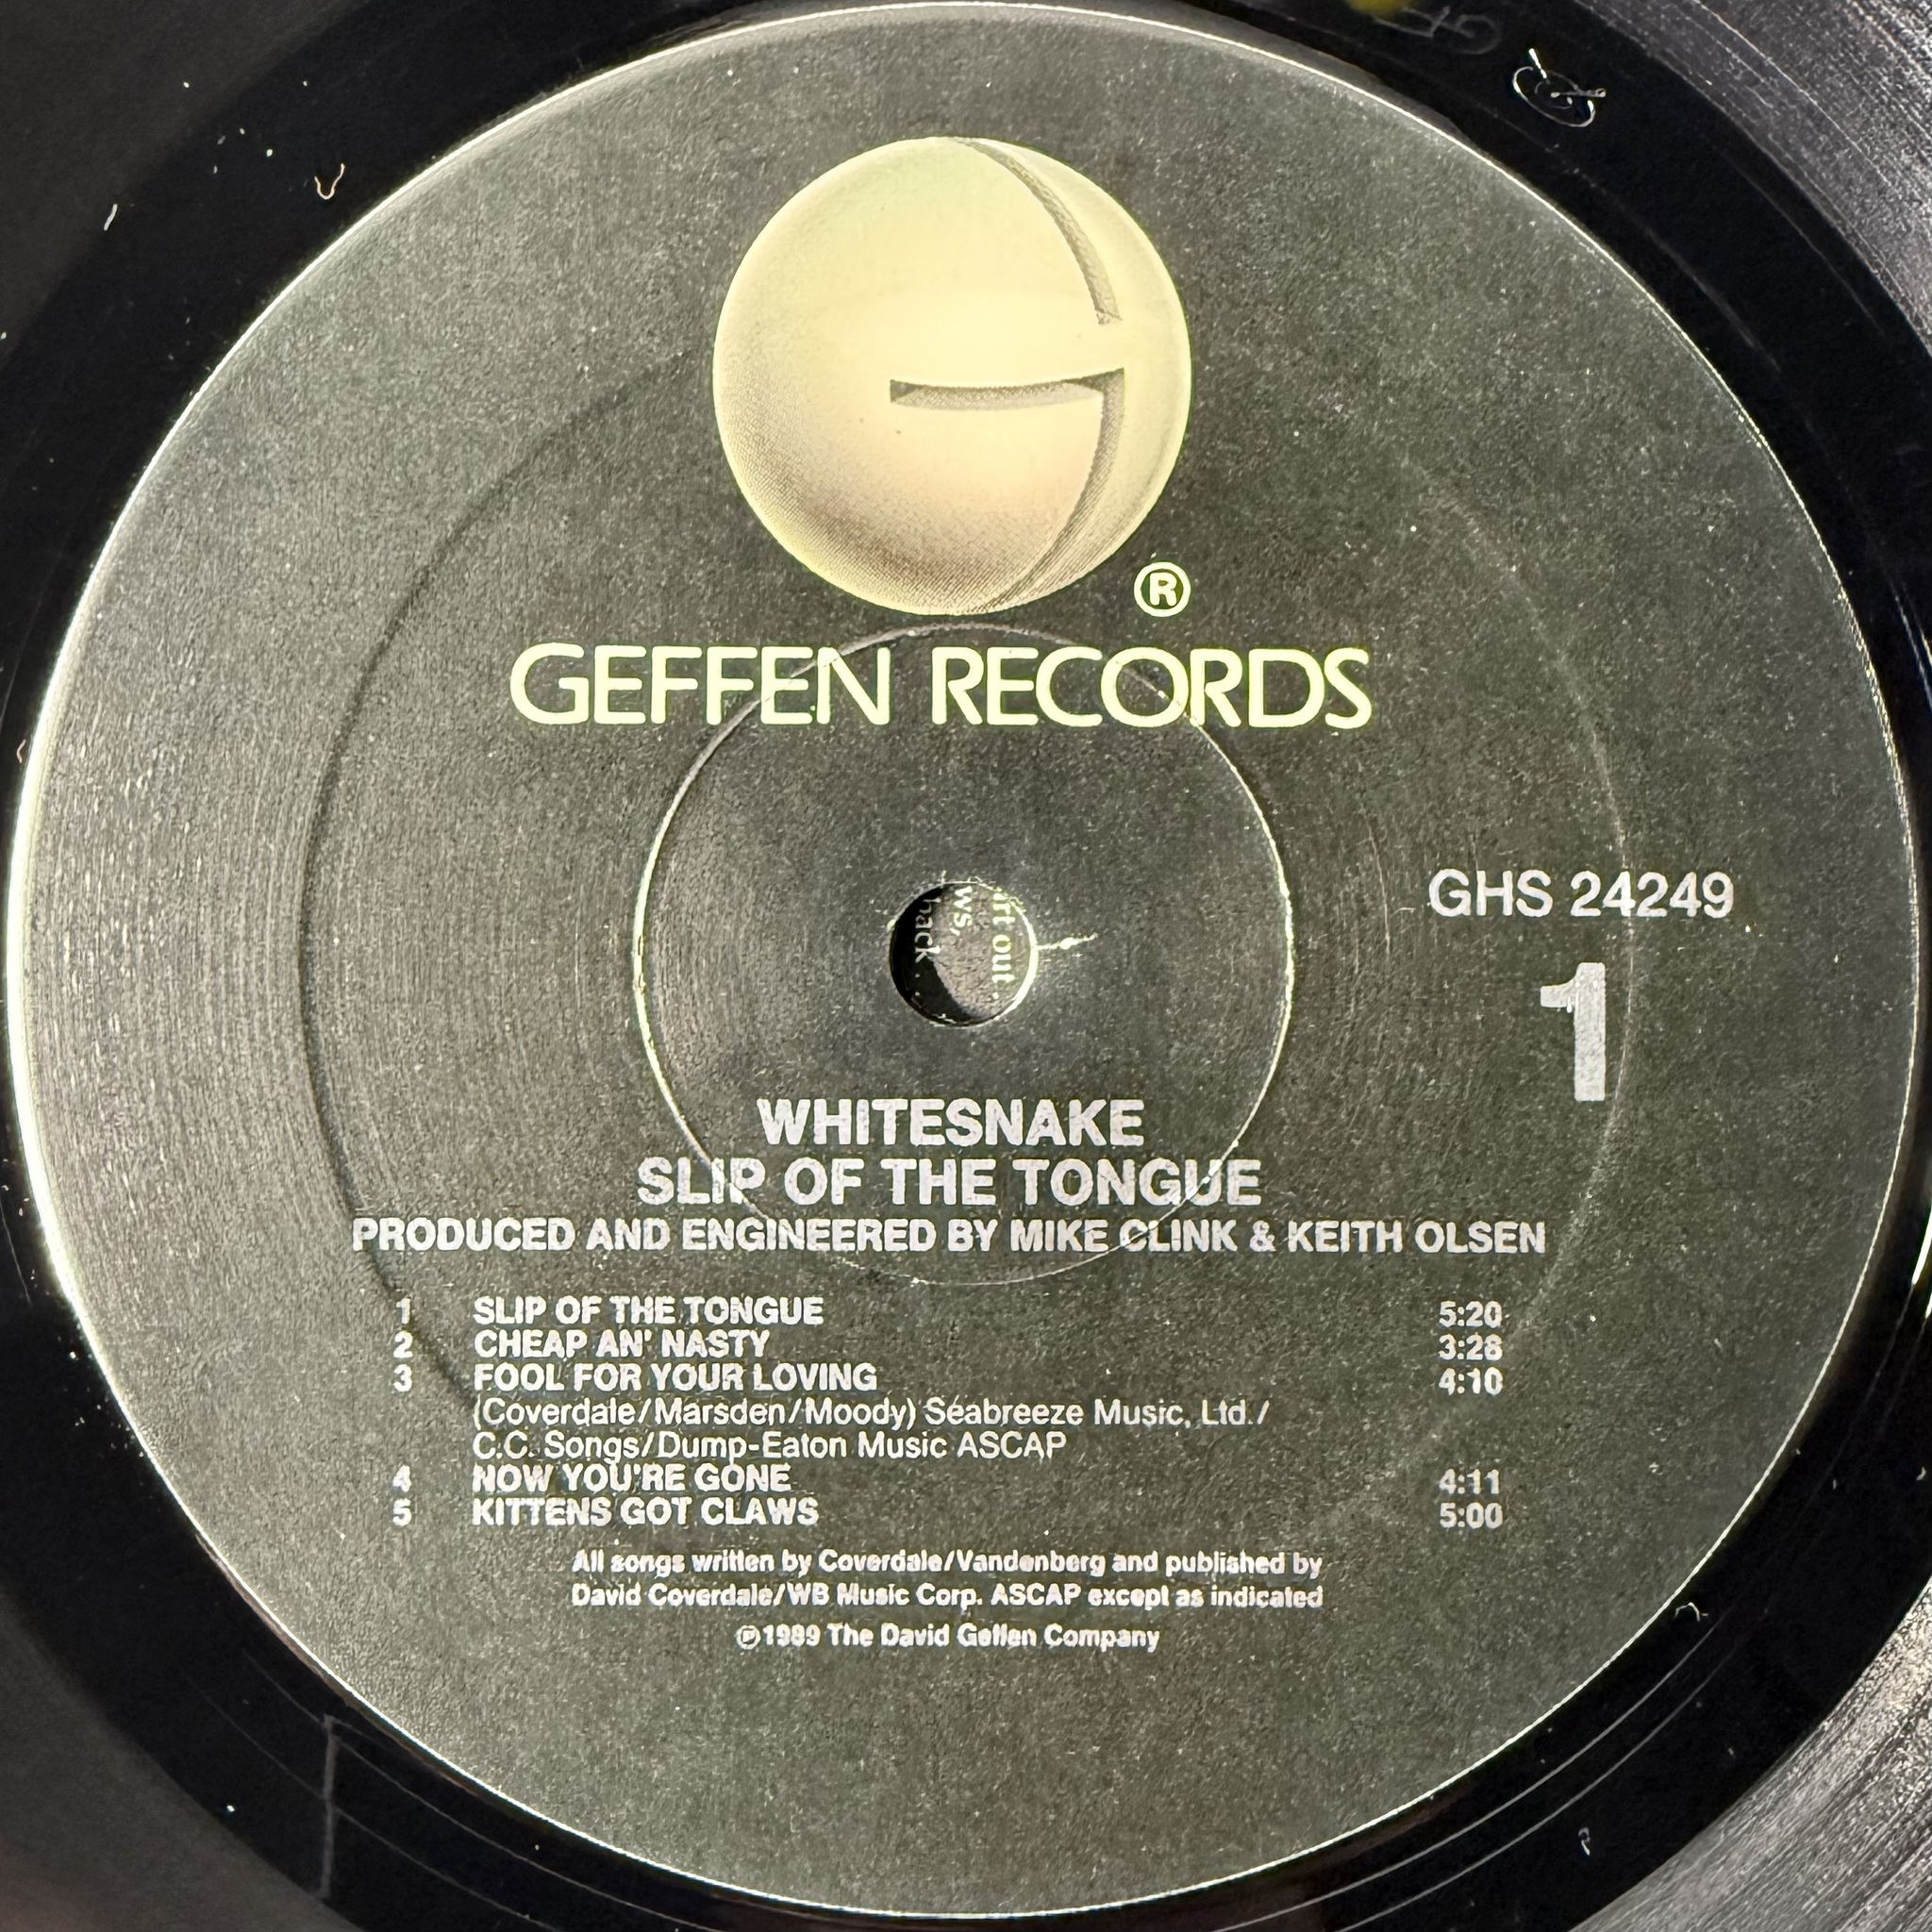 ®
GEFFEN RECORDS
GHS 24249
1
art out
ws,
back.
WHITESNAKE
SLIP OF THE TONGUE
PRODUCED AND ENGINEERED BY MIKE CLINK & KEITH OLSEN
1 SLIP OF THE TONGUE 5:20
2 CHEAP AN' NASTY 3:28
3 FOOL FOR YOUR LOVING 4:10
(Coverdale/Marsden/Moody) Seabreeze Music, Ltd./
C.C. Songs/Dump-Eaton Music ASCAP
4 NOW YOU'RE GONE 4:11
5 KITTENS GOT CLAWS 5:00
All songs written by Coverdale/Vandenberg and published by
David Coverdale/WB Music Corp. ASCAP except as indicated
℗1989 The David Geffen Company